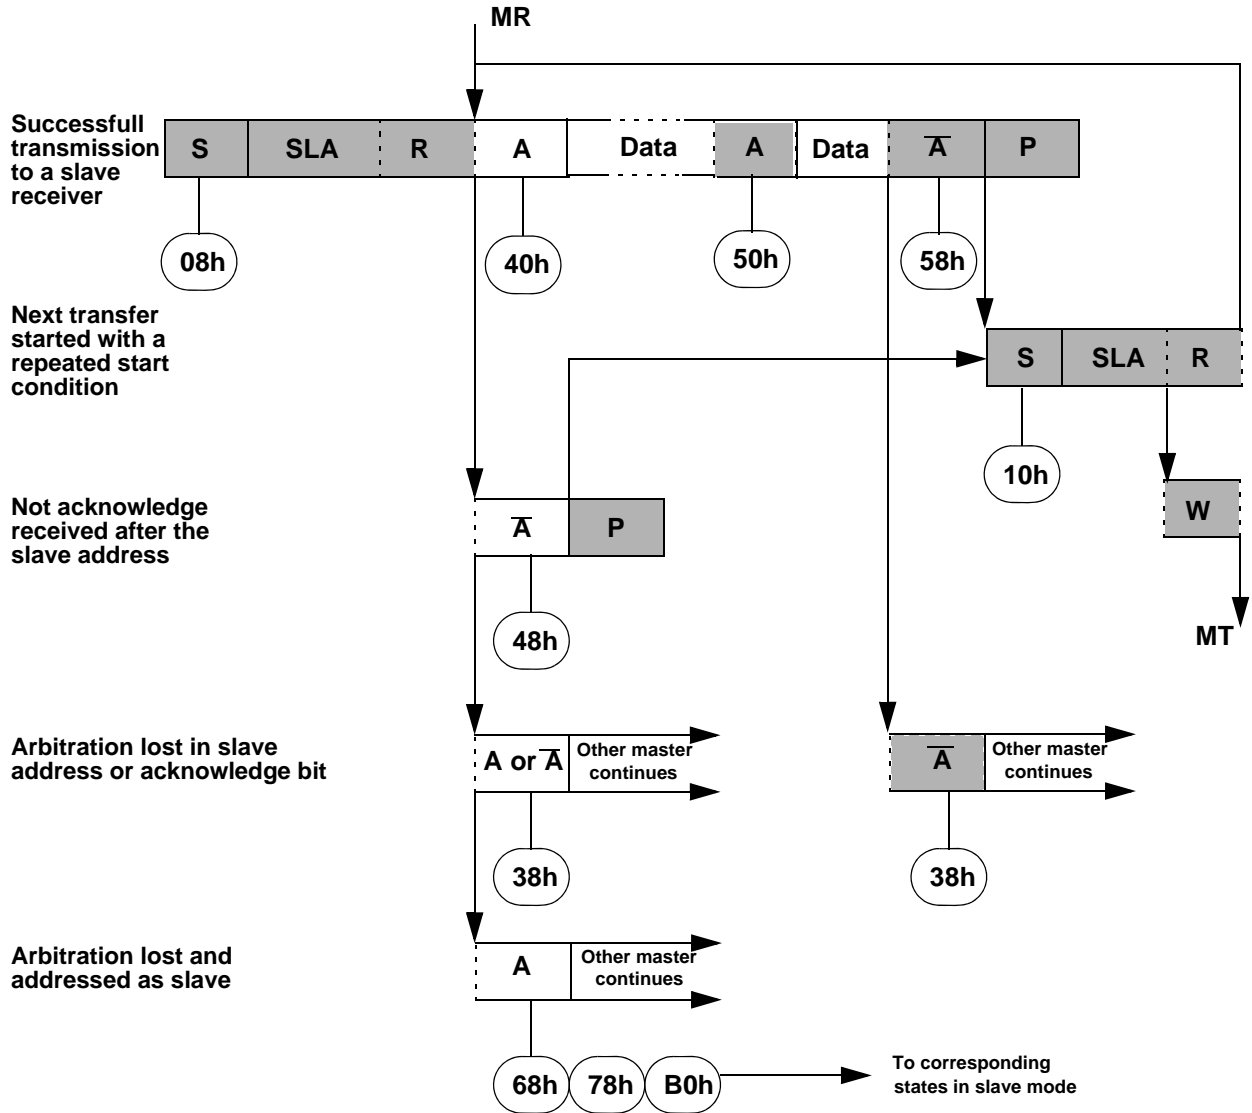 MR
Successfull
transmission
to a slave
receiver
S SLA R A Data A Data A̅ P
08h 40h 50h 58h
Next transfer
started with a
repeated start
condition
S SLA R
10h
Not acknowledge
received after the
slave address
A̅ P
W
48h
MT
Arbitration lost in slave
address or acknowledge bit
A or A̅
Other master
continues
A̅
Other master
continues
38h 38h
Arbitration lost and
addressed as slave
A
Other master
continues
68h 78h B0h
To corresponding
states in slave mode